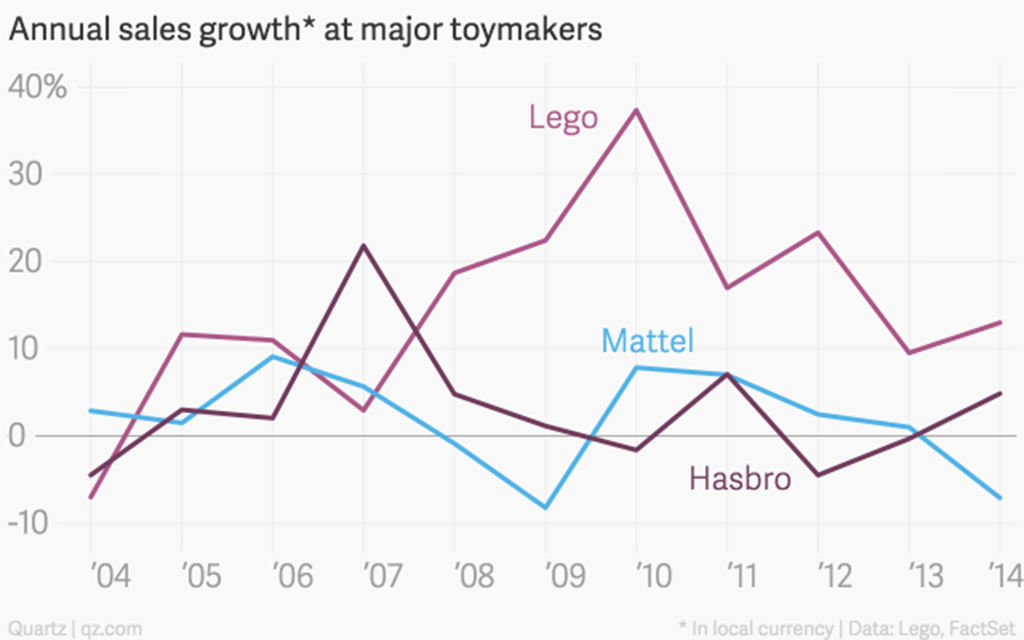 Annual sales growth* at major toymakers
40%
Lego
30
20
Mattel
10
0
Hasbro
-10
'04 '05 '06 '07 '08 '09 '10 '11 '12 '13 '14
Quartz | qz.com * In local currency | Data: Lego, FactSet